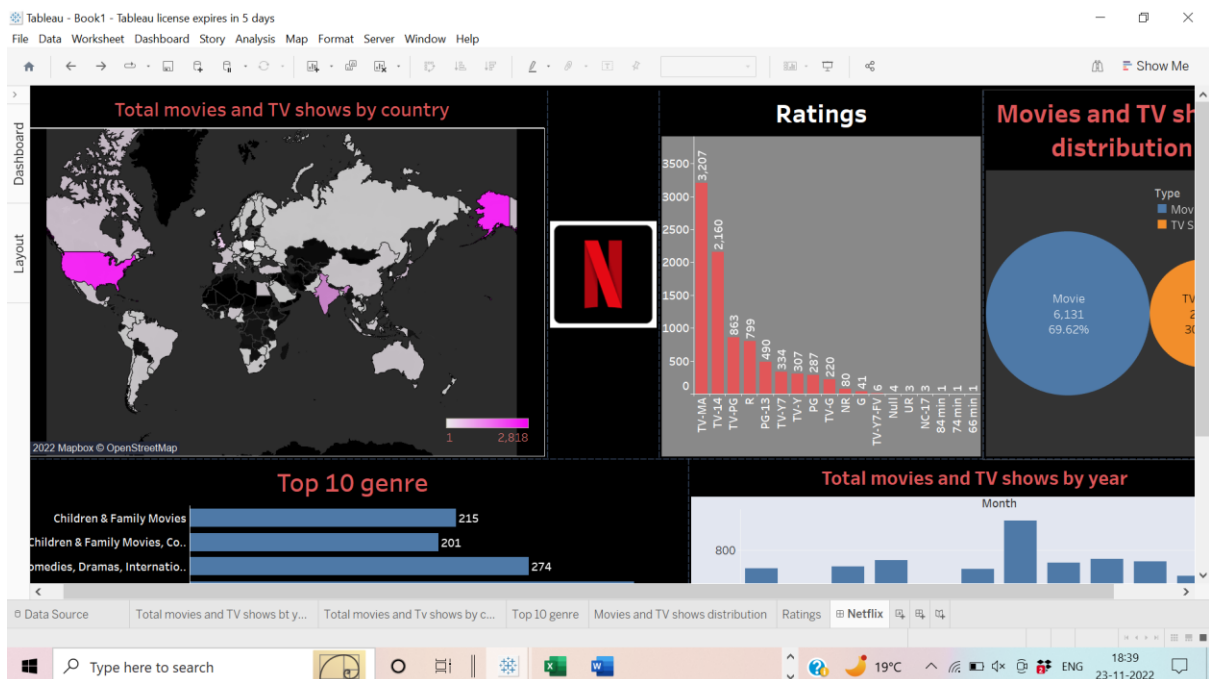 Tableau - Book1 - Tableau license expires in 5 days
File Data Worksheet Dashboard Story Analysis Map Format Server Window Help
Show Me
Dashboard
Layout
Total movies and TV shows by country
1 2,818
2022 Mapbox © OpenStreetMap
N
Ratings
3500
3000
2500
2000
1500
1000
500
0
3,207
2,160
863
799
490
334
307
287
220
80
41
6
4
3
3
1
1
1
TV-MA
TV-14
TV-PG
R
PG-13
TV-Y7
TV-Y
PG
TV-G
NR
G
TV-Y7-FV
Null
UR
NC-17
84 min
74 min
66 min
Movies and TV sh
distribution
Type
Mov
TV S
Movie
6,131
69.62%
TV
2
30
Top 10 genre
Children & Family Movies 215
Children & Family Movies, Co.. 201
omedies, Dramas, Internatio.. 274
Total movies and TV shows by year
Month
800
Data Source Total movies and TV shows bt y... Total movies and Tv shows by c... Top 10 genre Movies and TV shows distribution Ratings Netflix
Type here to search
19°C ENG
18:39
23-11-2022